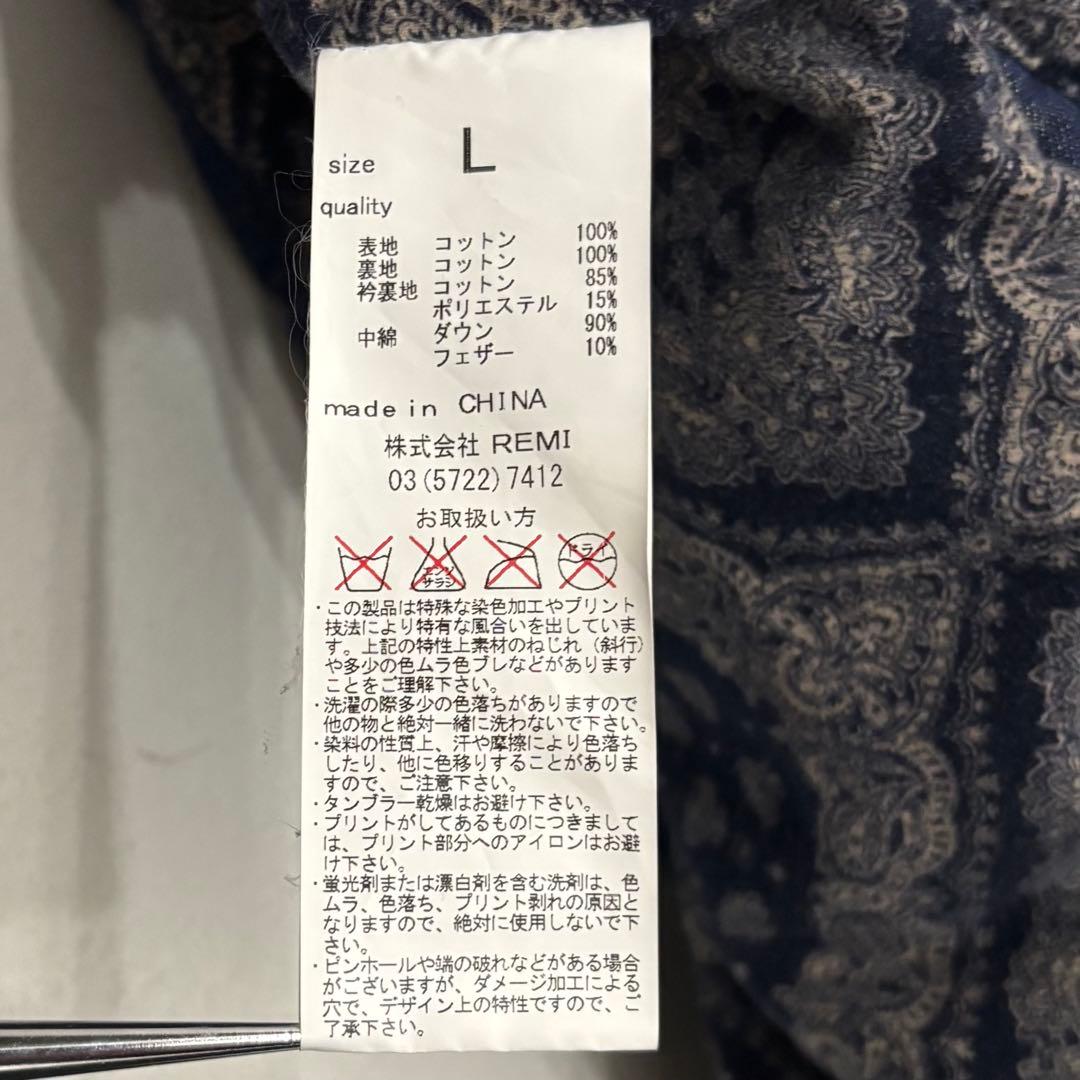 size L
quality
表地 コットン 100%
裏地 コットン 100%
衿裏地 コットン 85%
ポリエステル 15%
中綿 ダウン 90%
フェザー 10%
made in CHINA
株式会社 REMI
03(5722)7412
お取扱い方
エンソ
サラシ
ドライ
・この製品は特殊な染色加工やプリント
技法により特有な風合いを出していま
す。上記の特性上素材のねじれ（斜行）
や多少の色ムラ色ブレなどがあります
ことをご理解下さい。
・洗濯の際多少の色落ちがありますので
他の物と絶対一緒に洗わないで下さい。
・染料の性質上、汗や摩擦により色落ち
したり、他に色移りすることがありま
すので、ご注意下さい。
・タンブラー乾燥はお避け下さい。
・プリントがしてあるものにつきまして
は、プリント部分へのアイロンはお避
け下さい。
・蛍光剤または漂白剤を含む洗剤は、色
ムラ、色落ち、プリント剥れの原因と
なりますので、絶対に使用しないで下
さい。
・ピンホールや端の破れなどがある場合
がございますが、ダメージ加工による
穴で、デザイン上の特性ですので、ご
了承下さい。